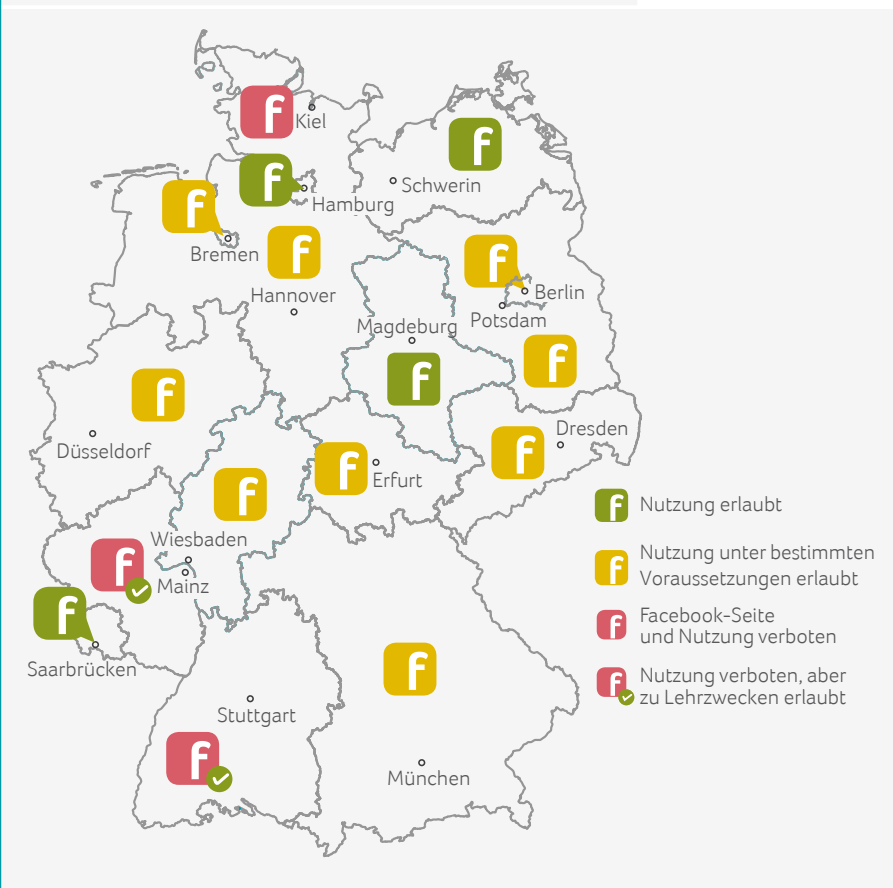 Kiel
Schwerin
Hamburg
Bremen
Hannover
Berlin
Potsdam
Magdeburg
Düsseldorf
Dresden
Erfurt
Wiesbaden
Mainz
Saarbrücken
Stuttgart
München
f Nutzung erlaubt
f Nutzung unter bestimmten
Voraussetzungen erlaubt
f Facebook-Seite
und Nutzung verboten
f Nutzung verboten, aber
zu Lehrzwecken erlaubt